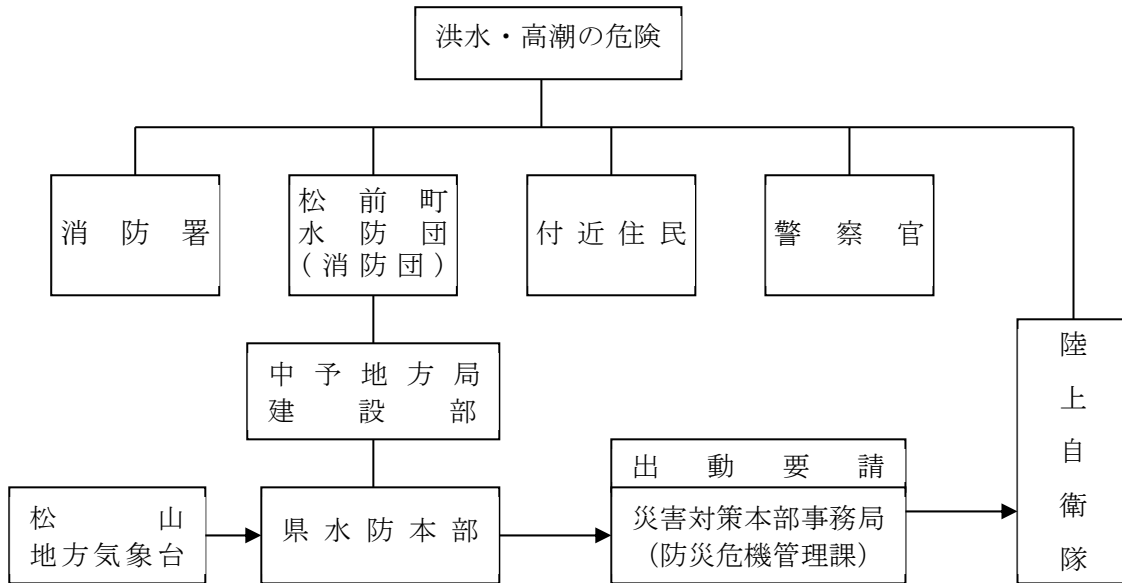 洪水・高潮の危険
消防署
松前町
水防団
(消防団)
付近住民
警察官
中予地方局
建設部
陸上自衛隊
出動要請
松山
地方気象台
県水防本部
災害対策本部事務局
(防災危機管理課)